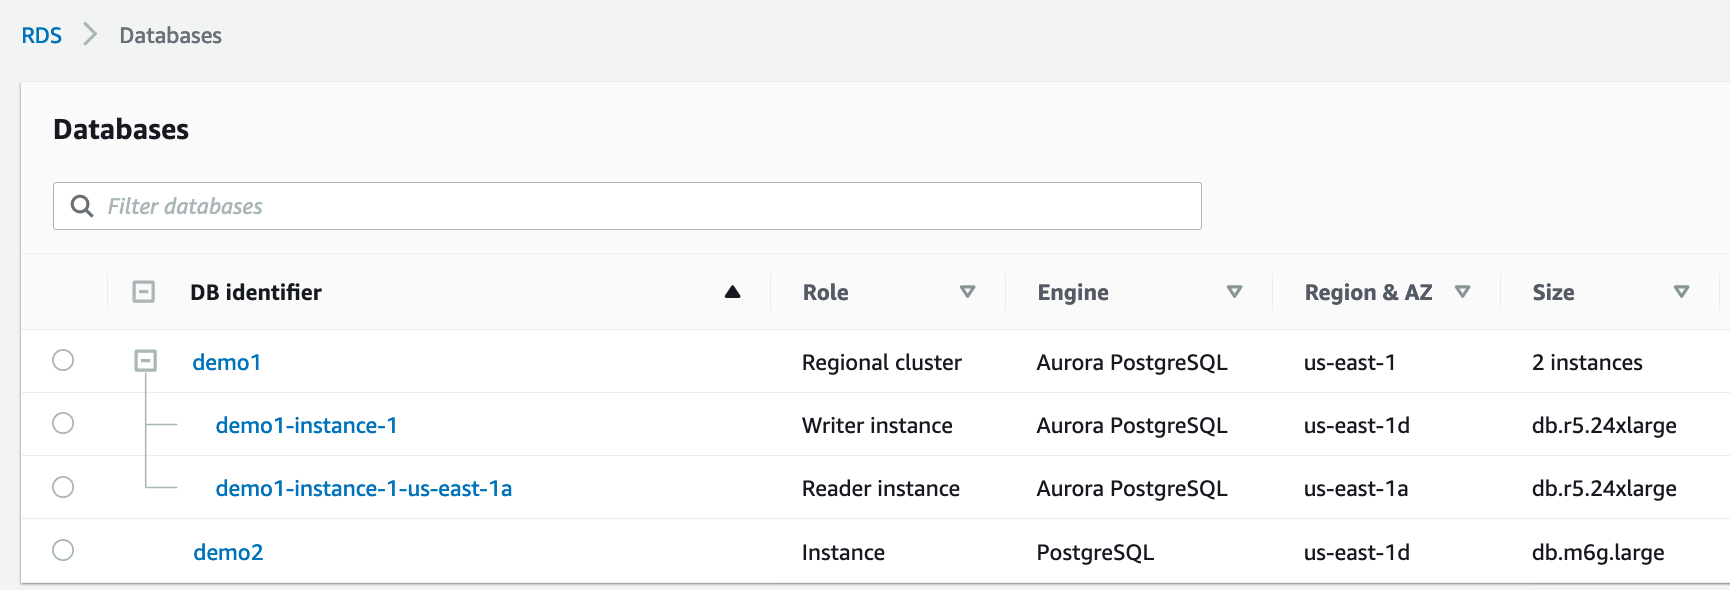 RDS > Databases
Databases
Filter databases
DB identifier Role Engine Region & AZ Size
demo1 Regional cluster Aurora PostgreSQL us-east-1 2 instances
demo1-instance-1 Writer instance Aurora PostgreSQL us-east-1d db.r5.24xlarge
demo1-instance-1-us-east-1a Reader instance Aurora PostgreSQL us-east-1a db.r5.24xlarge
demo2 Instance PostgreSQL us-east-1d db.m6g.large